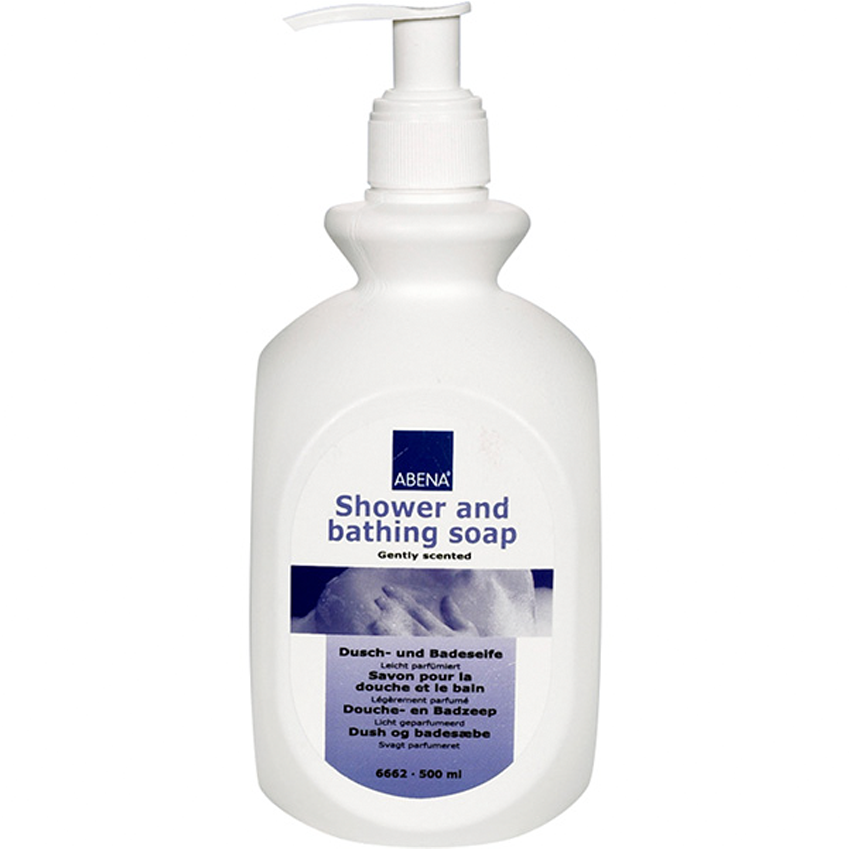 ABENA®
Shower and
bathing soap
Gently scented
Dusch- und Badeseife
Leicht parfümiert
Savon pour la
douche et le bain
Légèrement parfumé
Douche- en Badzeep
Licht geparfumeerd
Dush og badesæbe
Svagt parfumeret
6662 · 500 ml